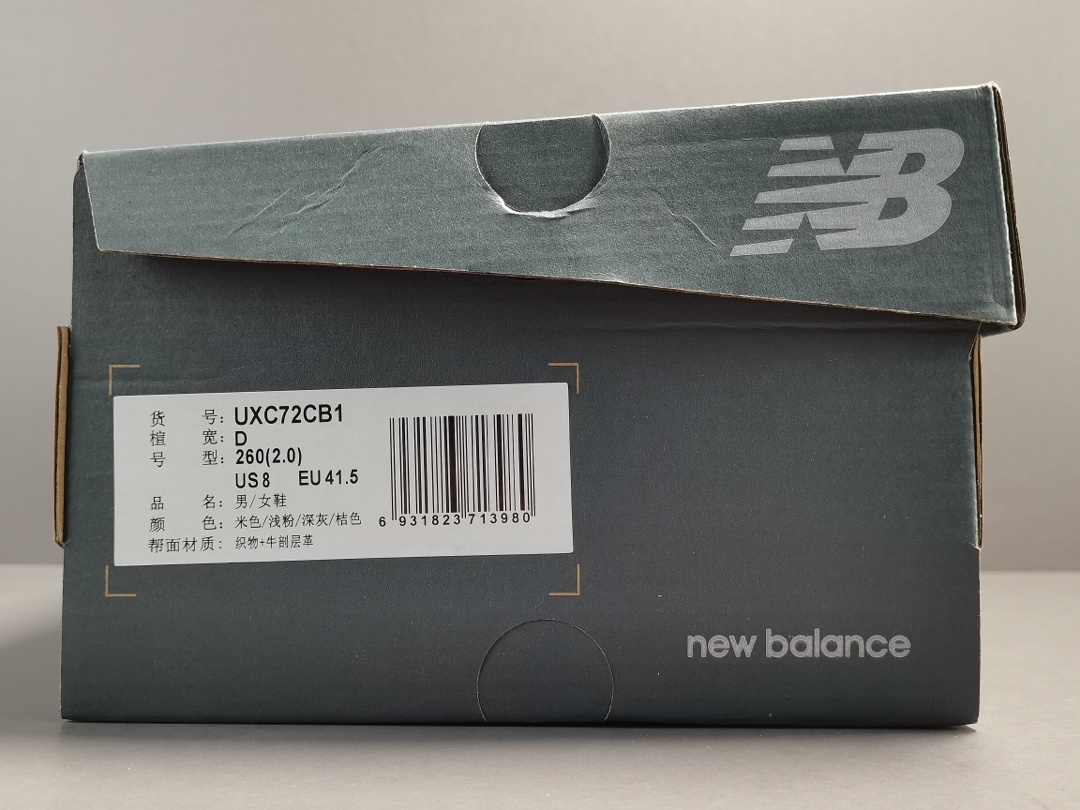 NB
货 号: UXC72CB1
楦 宽: D
号 型: 260(2.0)
US 8 EU 41.5
品 名: 男/女鞋
颜 色: 米色/浅粉/深灰/桔色
帮面材质: 织物+牛剖层革
6 931823 713980
new balance